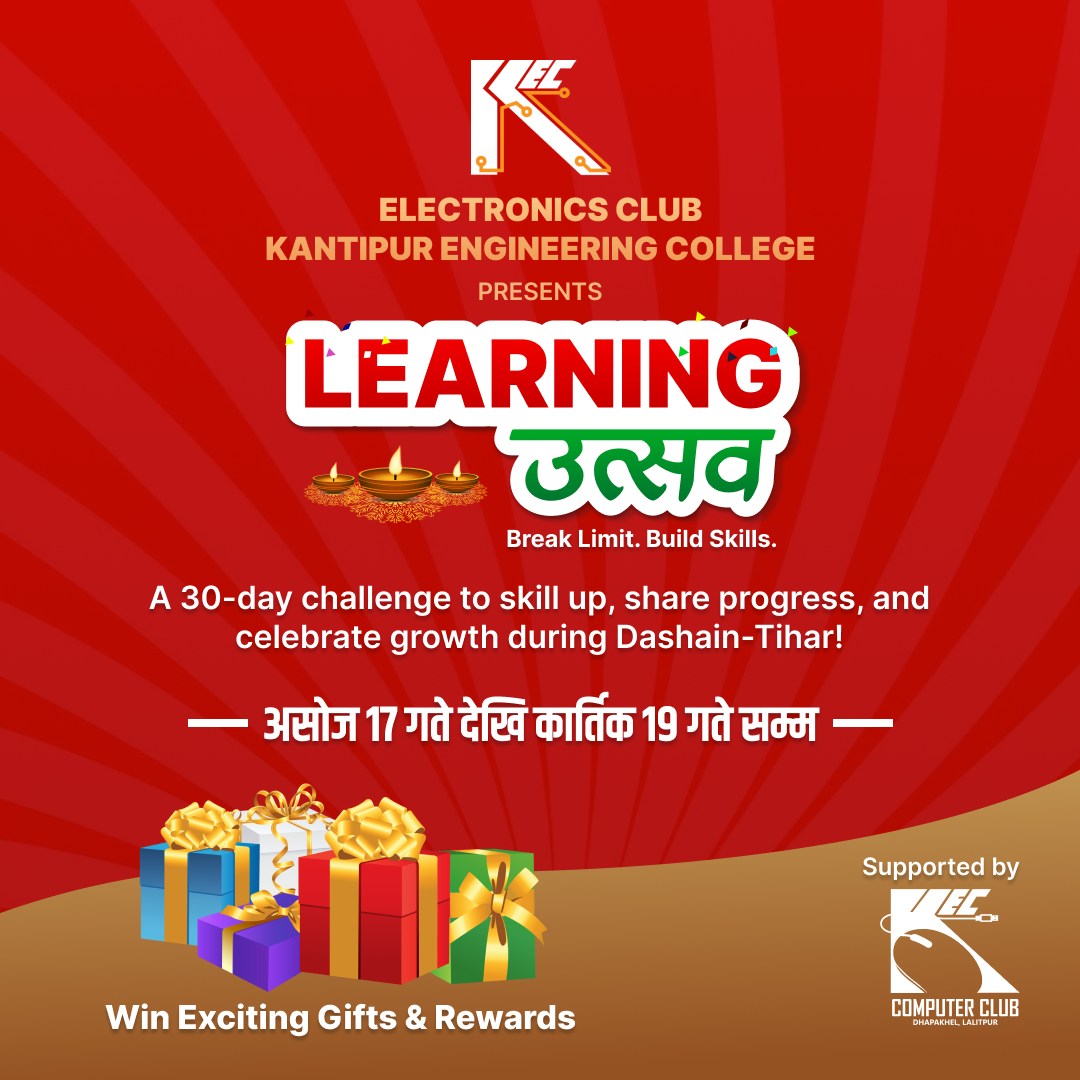 KEC
ELECTRONICS CLUB
KANTIPUR ENGINEERING COLLEGE
PRESENTS
LEARNING
उत्सव
Break Limit. Build Skills.
A 30-day challenge to skill up, share progress, and
celebrate growth during Dashain-Tihar!
असोज 17 गते देखि कार्तिक 19 गते सम्म
Supported by
KEC
COMPUTER CLUB
DHAPAKHEL, LALITPUR
Win Exciting Gifts & Rewards